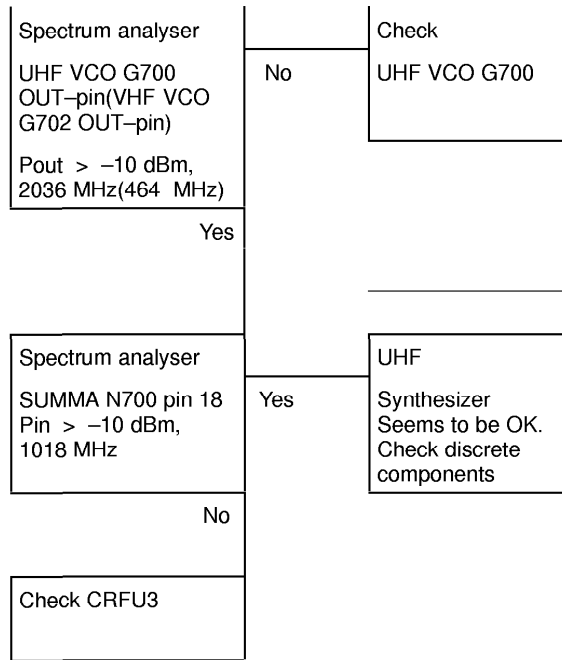 Spectrum analyser
UHF VCO G700
OUT–pin(VHF VCO
G702 OUT–pin)
Pout > –10 dBm,
2036 MHz(464 MHz)
No
Check
UHF VCO G700
Yes
Spectrum analyser
SUMMA N700 pin 18
Pin > –10 dBm,
1018 MHz
Yes
UHF
Synthesizer
Seems to be OK.
Check discrete
components
No
Check CRFU3